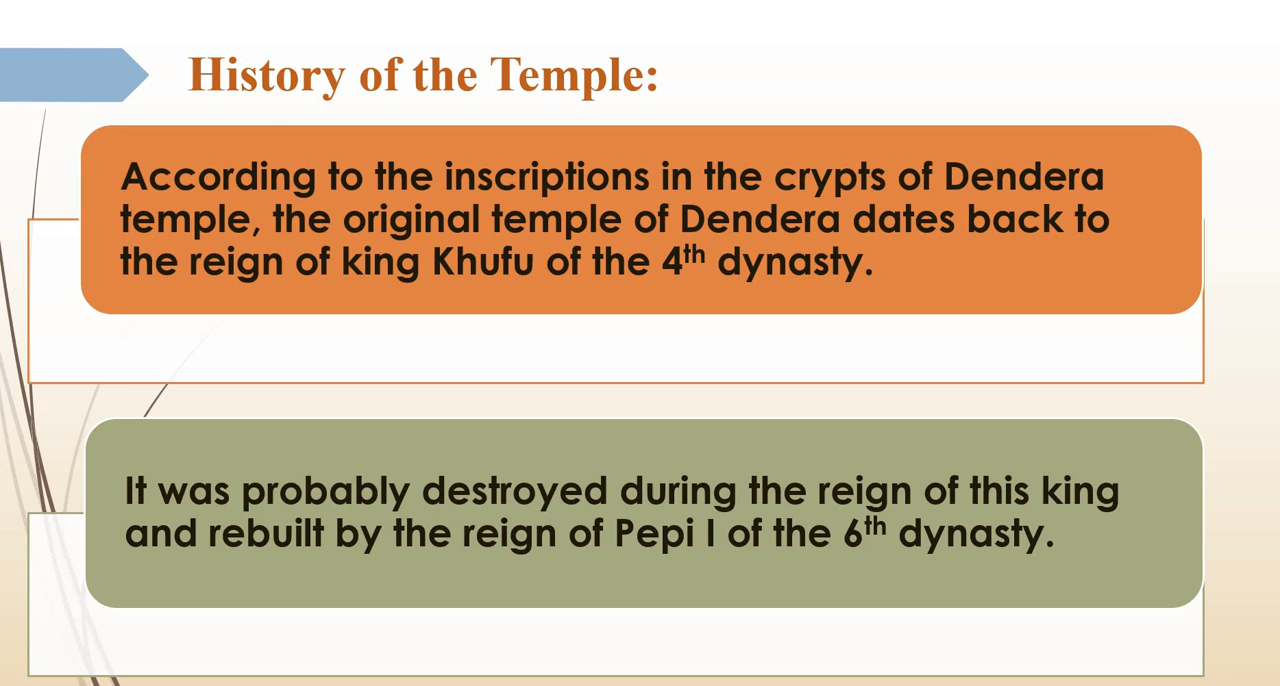 History of the Temple:
According to the inscriptions in the crypts of Dendera
temple, the original temple of Dendera dates back to
the reign of king Khufu of the 4th dynasty.
It was probably destroyed during the reign of this king
and rebuilt by the reign of Pepi I of the 6th dynasty.